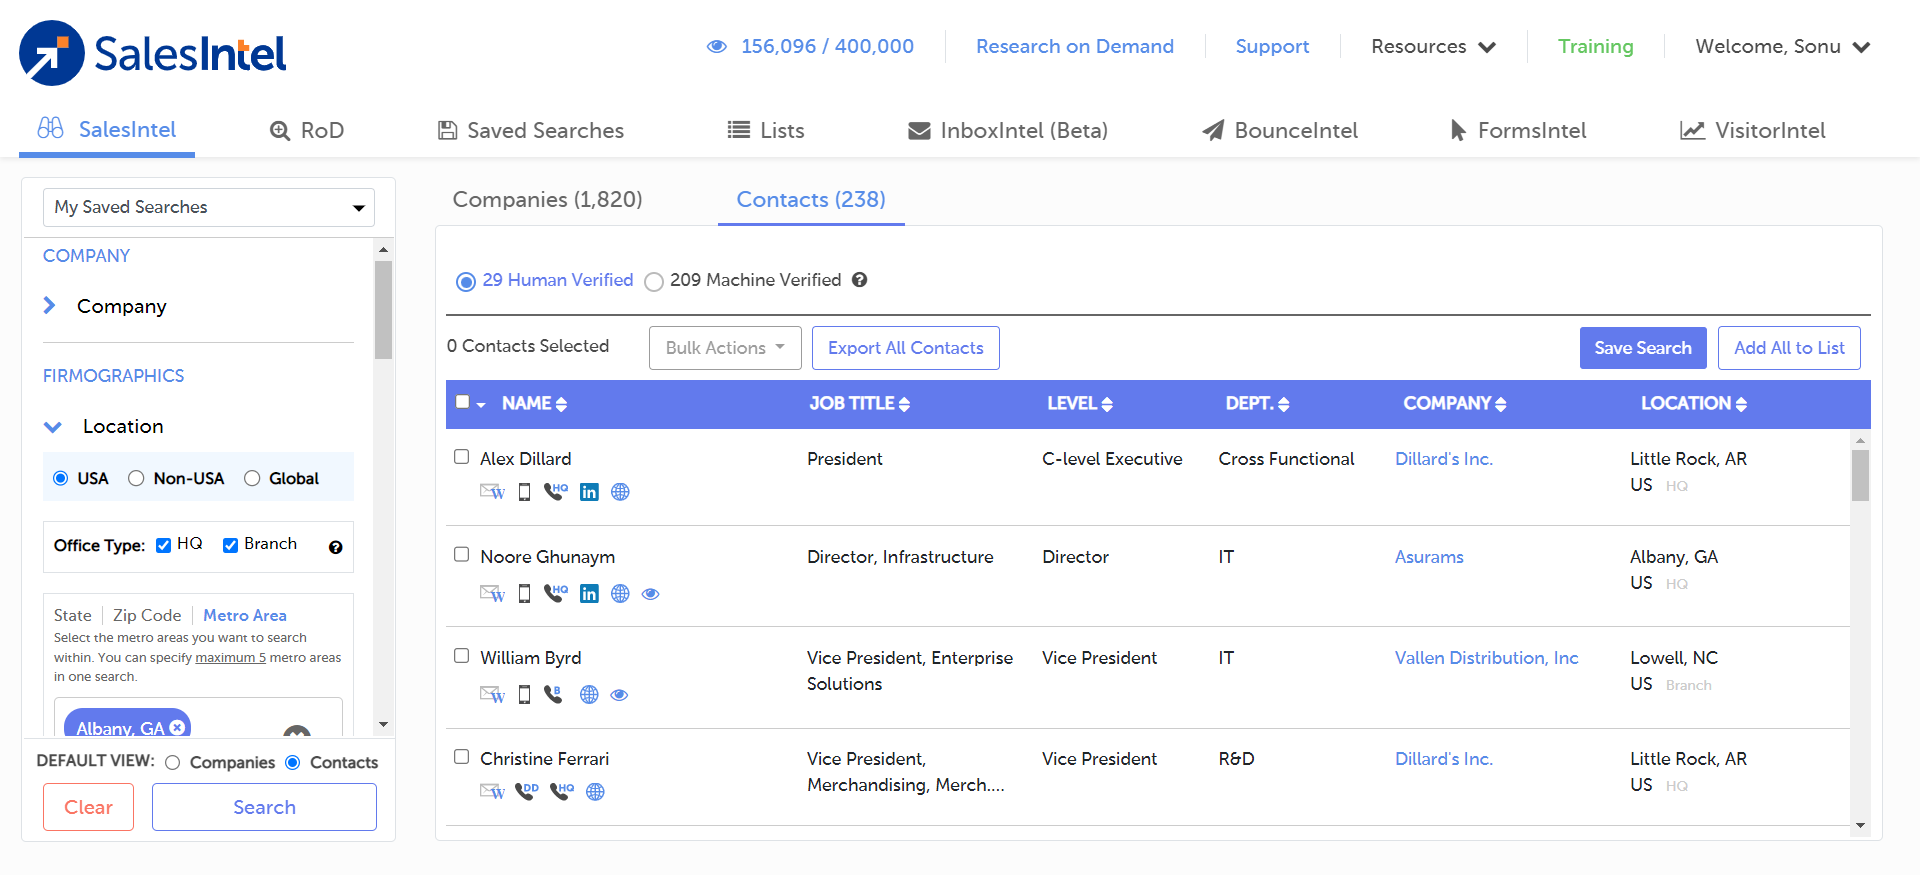 SalesIntel
156,096 / 400,000
Research on Demand
Support
Resources
Training
Welcome, Sonu
SalesIntel
RoD
Saved Searches
Lists
InboxIntel (Beta)
BounceIntel
FormsIntel
VisitorIntel
My Saved Searches
COMPANY
Company
FIRMOGRAPHICS
Location
USA Non-USA Global
Office Type: HQ Branch ?
State Zip Code Metro Area
Select the metro areas you want to search
within. You can specify maximum 5 metro areas
in one search.
Albany, GA
DEFAULT VIEW: Companies Contacts
Clear
Search
Companies (1,820)
Contacts (238)
29 Human Verified 209 Machine Verified ?
0 Contacts Selected
Bulk Actions
Export All Contacts
Save Search
Add All to List
NAME JOB TITLE LEVEL DEPT. COMPANY LOCATION
Alex Dillard President C-level Executive Cross Functional Dillard's Inc. Little Rock, AR
US HQ
W HQ in
Noore Ghunaym Director, Infrastructure Director IT Asurams Albany, GA
US HQ
W HQ in
William Byrd Vice President, Enterprise Vice President IT Vallen Distribution, Inc Lowell, NC
Solutions US Branch
W B
Christine Ferrari Vice President, Vice President R&D Dillard's Inc. Little Rock, AR
Merchandising, Merch.... US HQ
W DD HQ